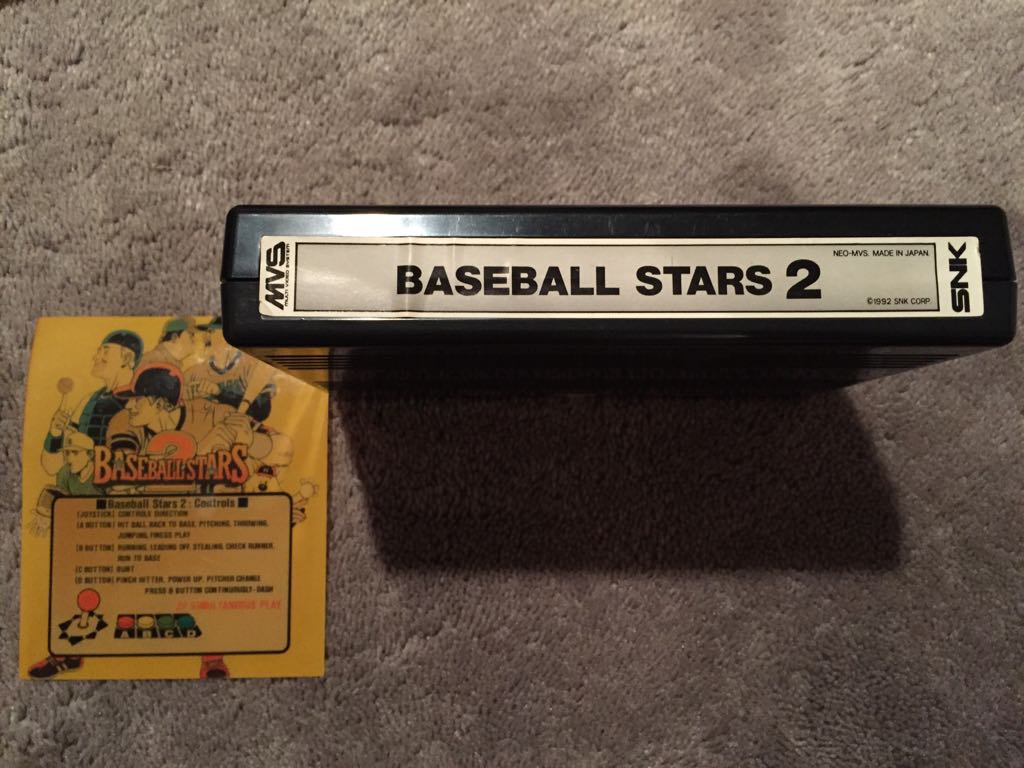 MVS
MULTI VIDEO SYSTEM
BASEBALL STARS 2
NEO-MVS. MADE IN JAPAN.
©1992 SNK CORP.
SNK
2
BASEBALL STARS
Baseball Stars 2 : Controls
(JOYSTICK) CONTROLS DIRECTION
(A BUTTON) HIT BALL, BACK TO BASE, PITCHING, THROWING,
JUMPING, FINESS PLAY
(B BUTTON) RUNNING, LEADING OFF, STEALING, CHECK RUNNER,
RUN TO BASE
(C BUTTON) BUNT
(D BUTTON) PINCH HITTER, POWER UP, PITCHER CHANGE
PRESS B BUTTON CONTINUOUSLY-DASH
2P PLAY
A B C D